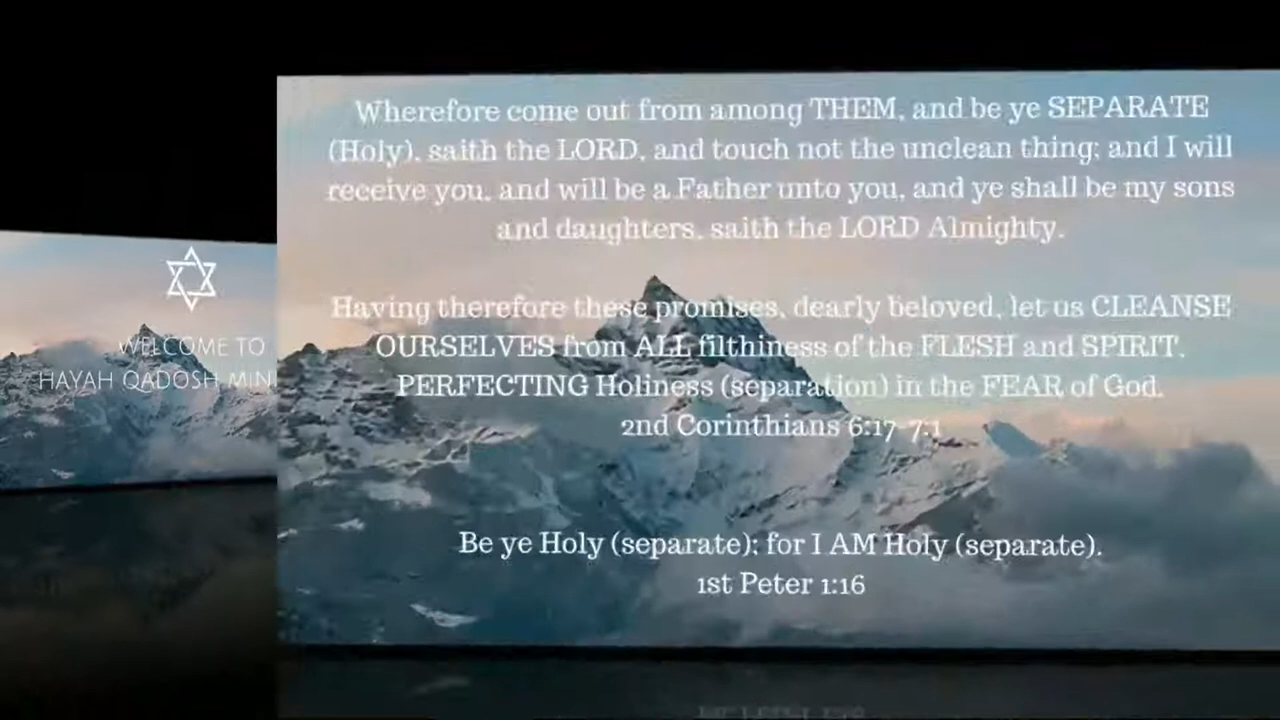 WELCOME TO
HAYAH QADOSH MIN
Wherefore come out from among THEM, and be ye SEPARATE
(Holy), saith the LORD, and touch not the unclean thing; and I will
receive you, and will be a Father unto you, and ye shall be my sons
and daughters, saith the LORD Almighty.
Having therefore these promises, dearly beloved, let us CLEANSE
OURSELVES from ALL filthiness of the FLESH and SPIRIT,
PERFECTING Holiness (separation) in the FEAR of God.
2nd Corinthians 6:17-7:1
Be ye Holy (separate); for I AM Holy (separate).
1st Peter 1:16